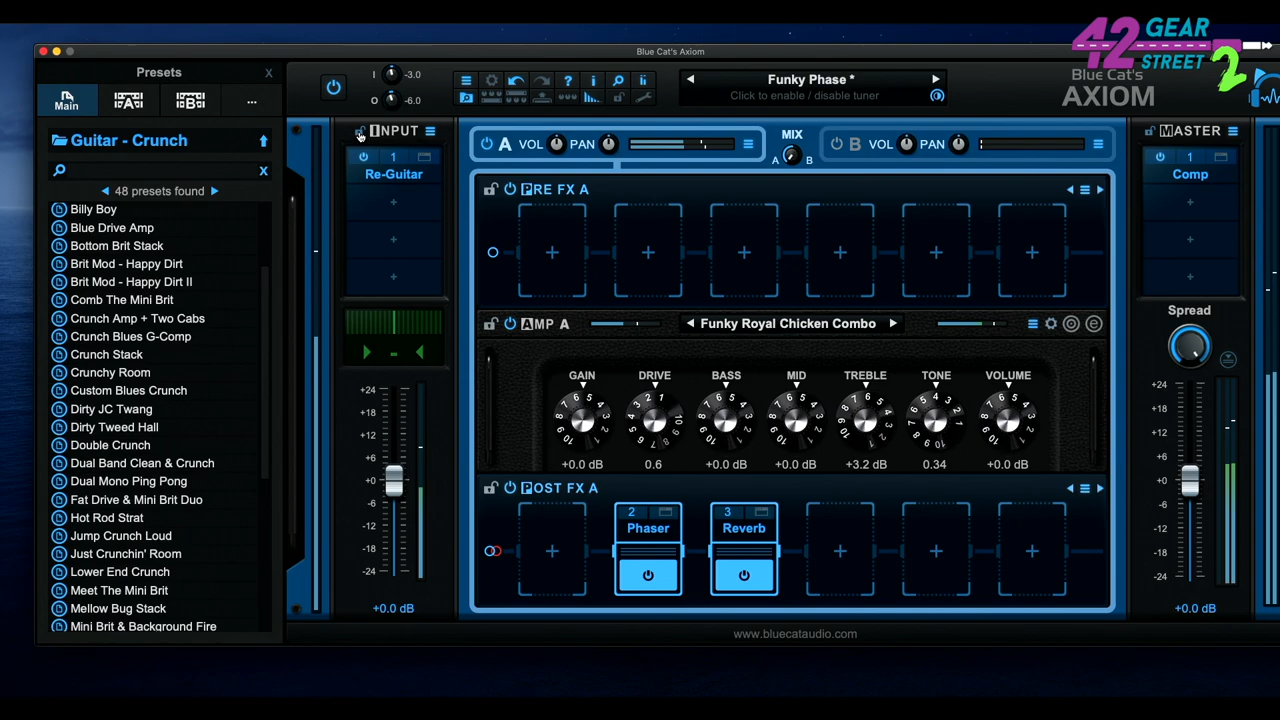 Blue Cat's Axiom
42 GEAR STREET 2
Blue Cat's
AXIOM
Presets X
Main A B ...
Guitar - Crunch
X
48 presets found
Billy Boy
Blue Drive Amp
Bottom Brit Stack
Brit Mod - Happy Dirt
Brit Mod - Happy Dirt II
Comb The Mini Brit
Crunch Amp + Two Cabs
Crunch Blues G-Comp
Crunch Stack
Crunchy Room
Custom Blues Crunch
Dirty JC Twang
Dirty Tweed Hall
Double Crunch
Dual Band Clean & Crunch
Dual Mono Ping Pong
Fat Drive & Mini Brit Duo
Hot Rod Strat
Jump Crunch Loud
Just Crunchin' Room
Lower End Crunch
Meet The Mini Brit
Mellow Bug Stack
Mini Brit & Background Fire
I -3.0
O -6.0
Funky Phase *
Click to enable / disable tuner
INPUT
1
Re-Guitar
+
+
+
-
+24
+18
+12
+6
+0
-6
-12
-18
-24
+0.0 dB
A VOL PAN
MIX
A B
B VOL PAN
PRE FX A
+ + + + + +
AMP A
Funky Royal Chicken Combo
GAIN DRIVE BASS MID TREBLE TONE VOLUME
+0.0 dB 0.6 +0.0 dB +0.0 dB +3.2 dB 0.34 +0.0 dB
POST FX A
+ 2 Phaser 3 Reverb + + +
MASTER
1
Comp
+
+
+
Spread
+24
+18
+12
+6
+0
-6
-12
-18
-24
+0.0 dB
www.bluecataudio.com